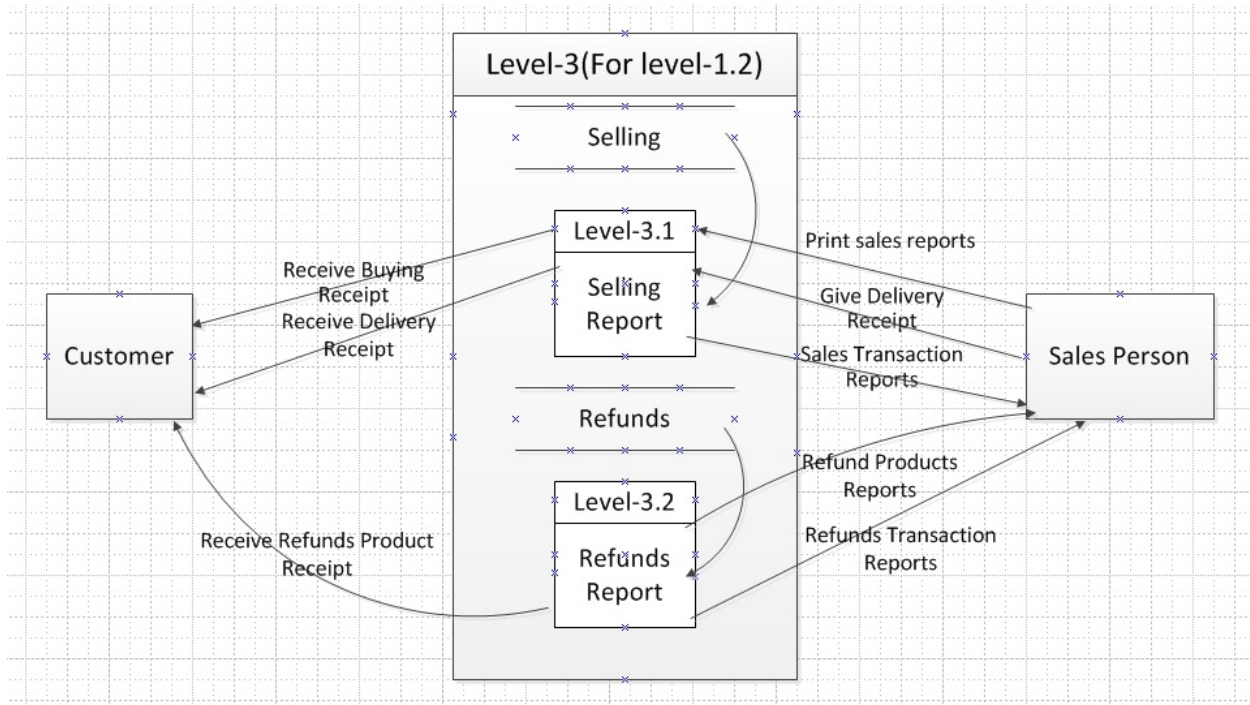 Level-3(For level-1.2)
Selling
Level-3.1
Selling
Report
Refunds
Level-3.2
Refunds
Report
Customer
Receive Buying
Receipt
Receive Delivery
Receipt
Receive Refunds Product
Receipt
Print sales reports
Give Delivery
Receipt
Sales Transaction
Reports
Refund Products
Reports
Refunds Transaction
Reports
Sales Person